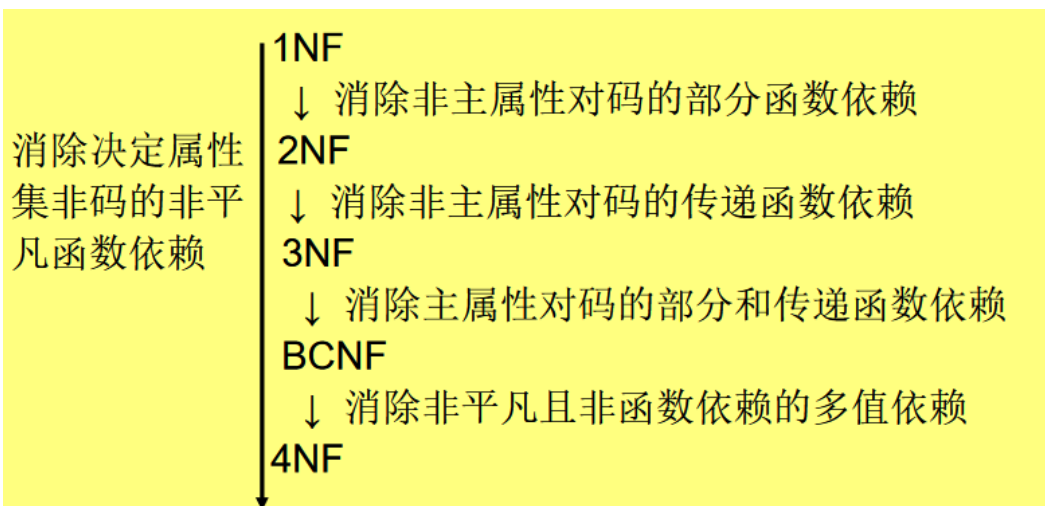 消除决定属性
集非码的非平
凡函数依赖
1NF
↓ 消除非主属性对码的部分函数依赖
2NF
↓ 消除非主属性对码的传递函数依赖
3NF
↓ 消除主属性对码的部分和传递函数依赖
BCNF
↓ 消除非平凡且非函数依赖的多值依赖
4NF